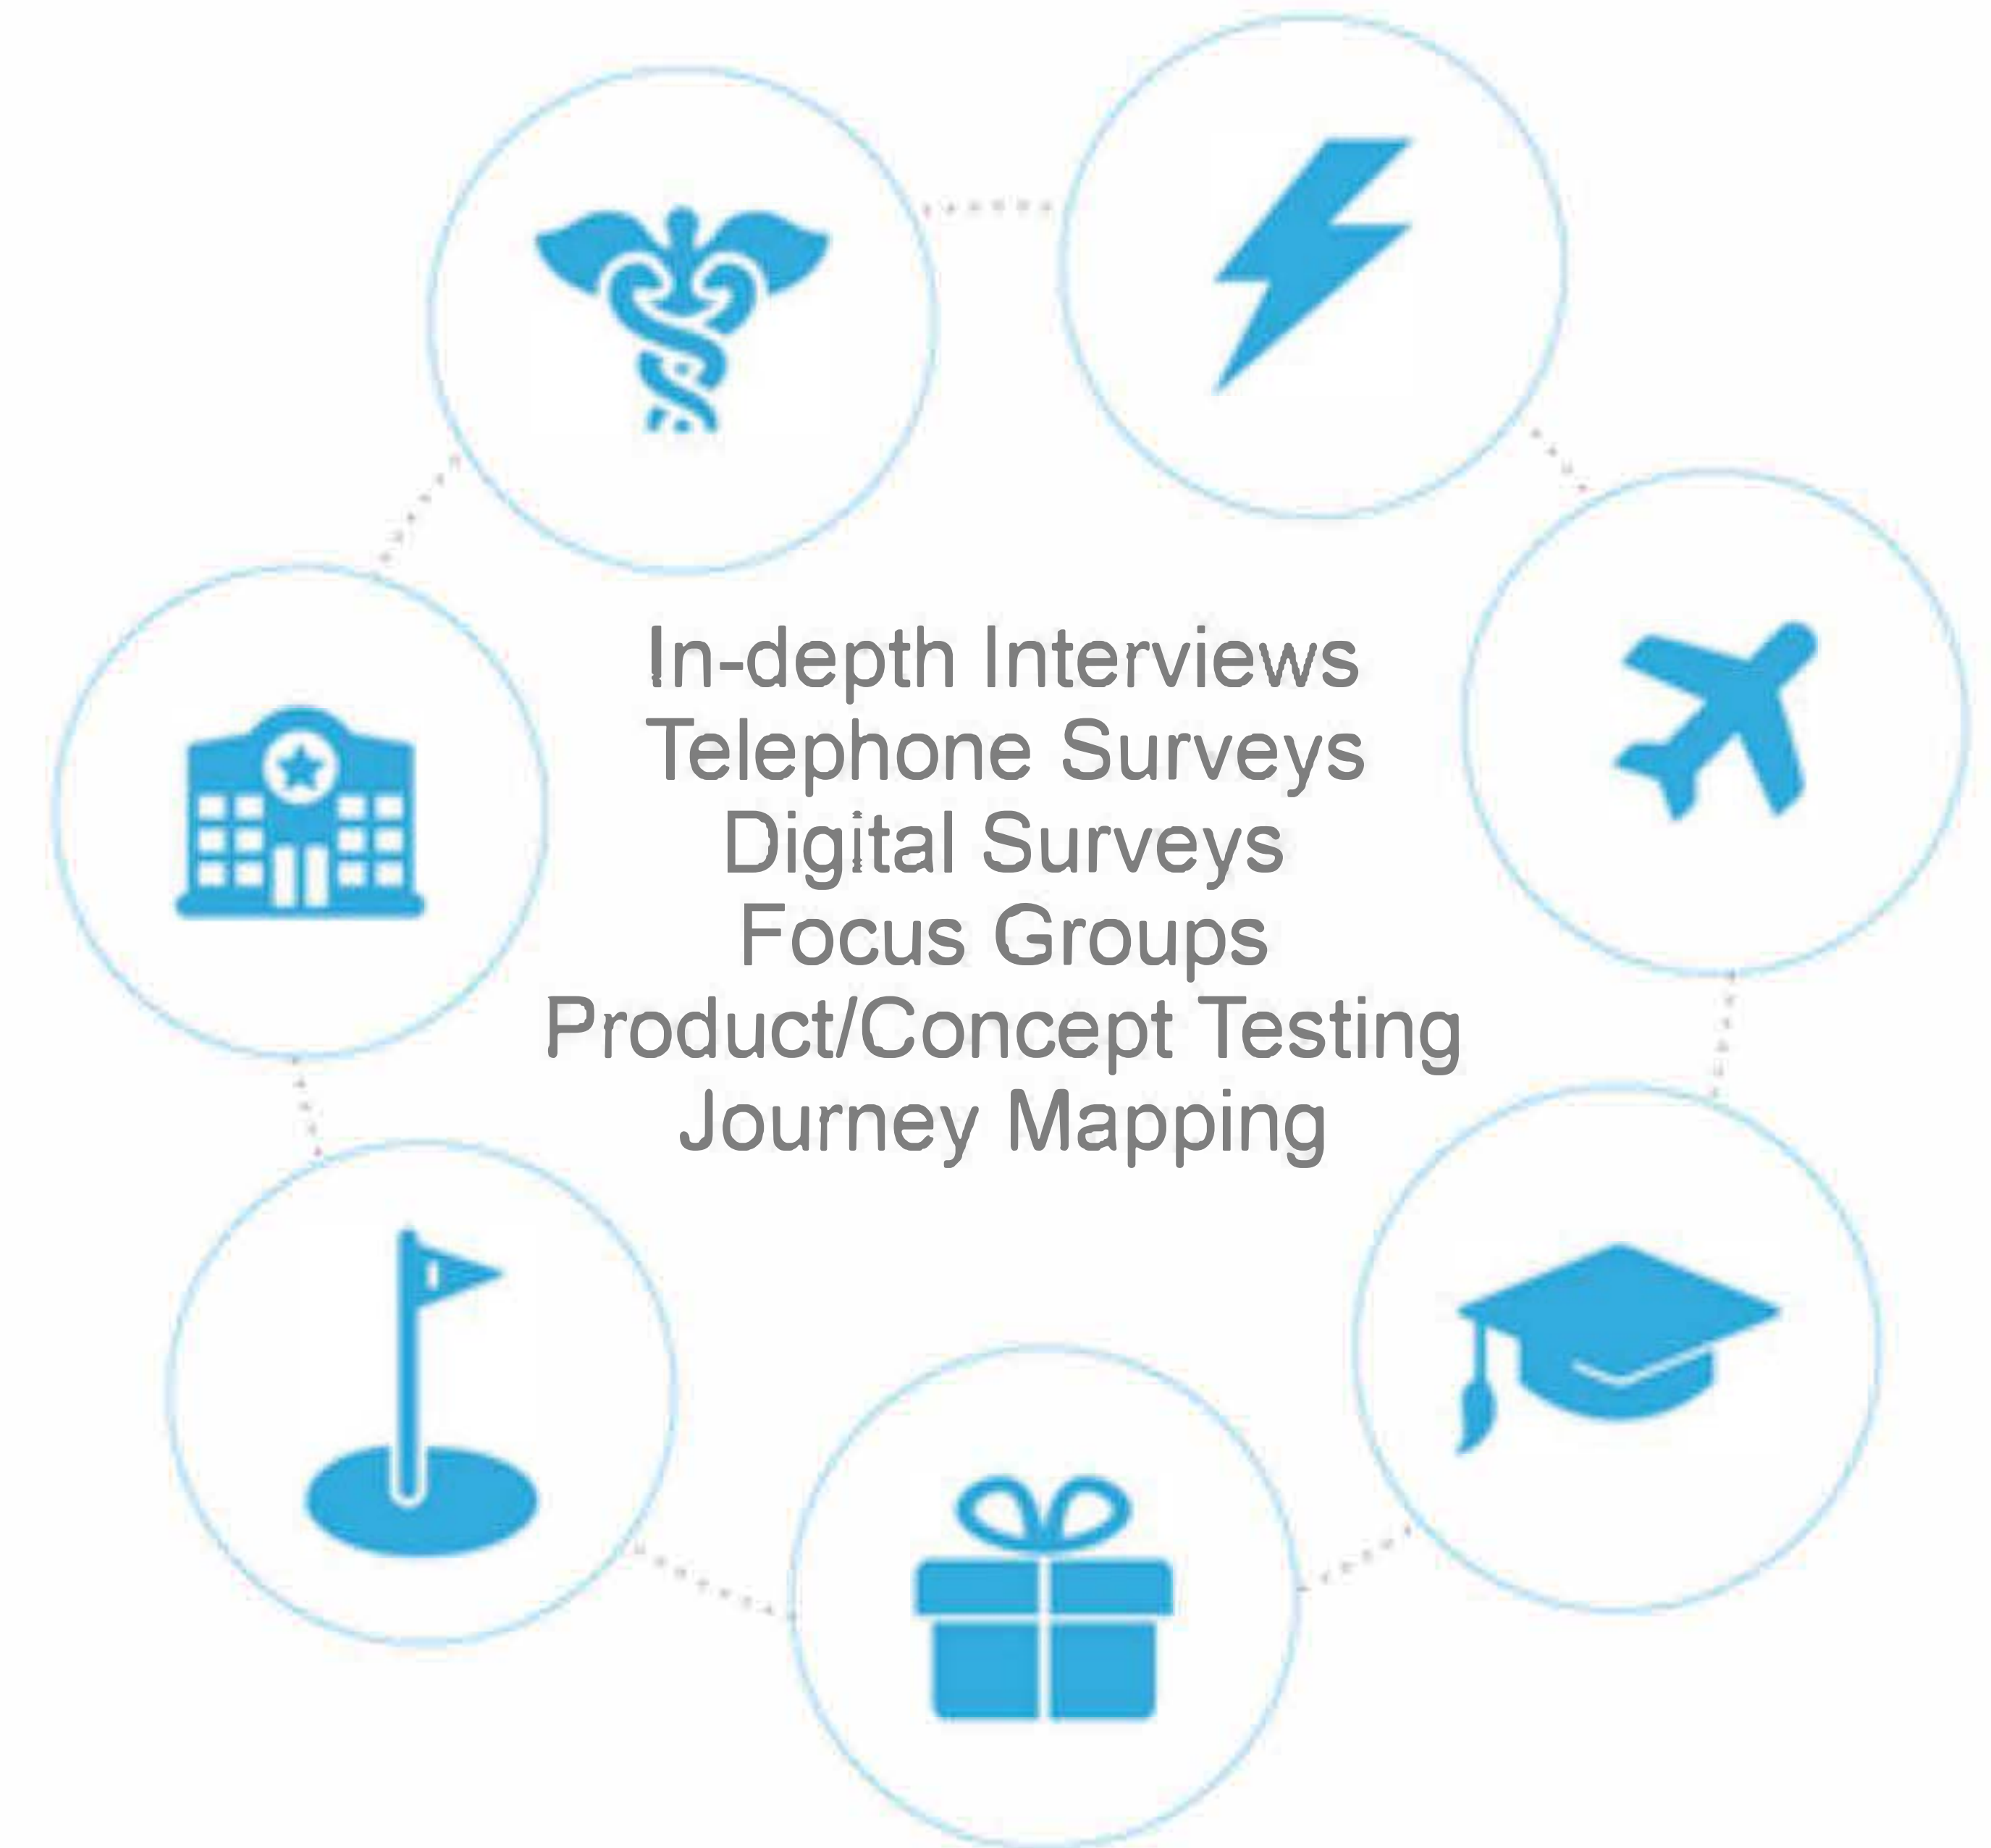 In-depth Interviews
Telephone Surveys
Digital Surveys
Focus Groups
Product/Concept Testing
Journey Mapping